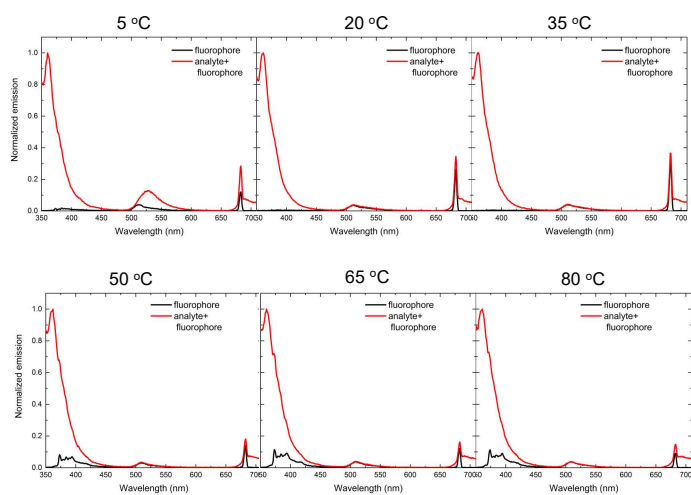 5 °C
20 °C
35 °C
Normalized emission
1.0
0.8
0.6
0.4
0.2
0.0
fluorophore
analyte+
fluorophore
fluorophore
analyte+
fluorophore
fluorophore
analyte+
fluorophore
350 400 450 500 550 600 650 700
400 450 500 550 600 650 700
400 450 500 550 600 650 700
Wavelength (nm)
Wavelength (nm)
Wavelength (nm)
50 °C
65 °C
80 °C
Normalized emission
1.0
0.8
0.6
0.4
0.2
0.0
fluorophore
analyte+
fluorophore
fluorophore
analyte+
fluorophore
fluorophore
analyte+
fluorophore
350 400 450 500 550 600 650 700
400 450 500 550 600 650 700
400 450 500 550 600 650 700
Wavelength (nm)
Wavelength (nm)
Wavelength (nm)